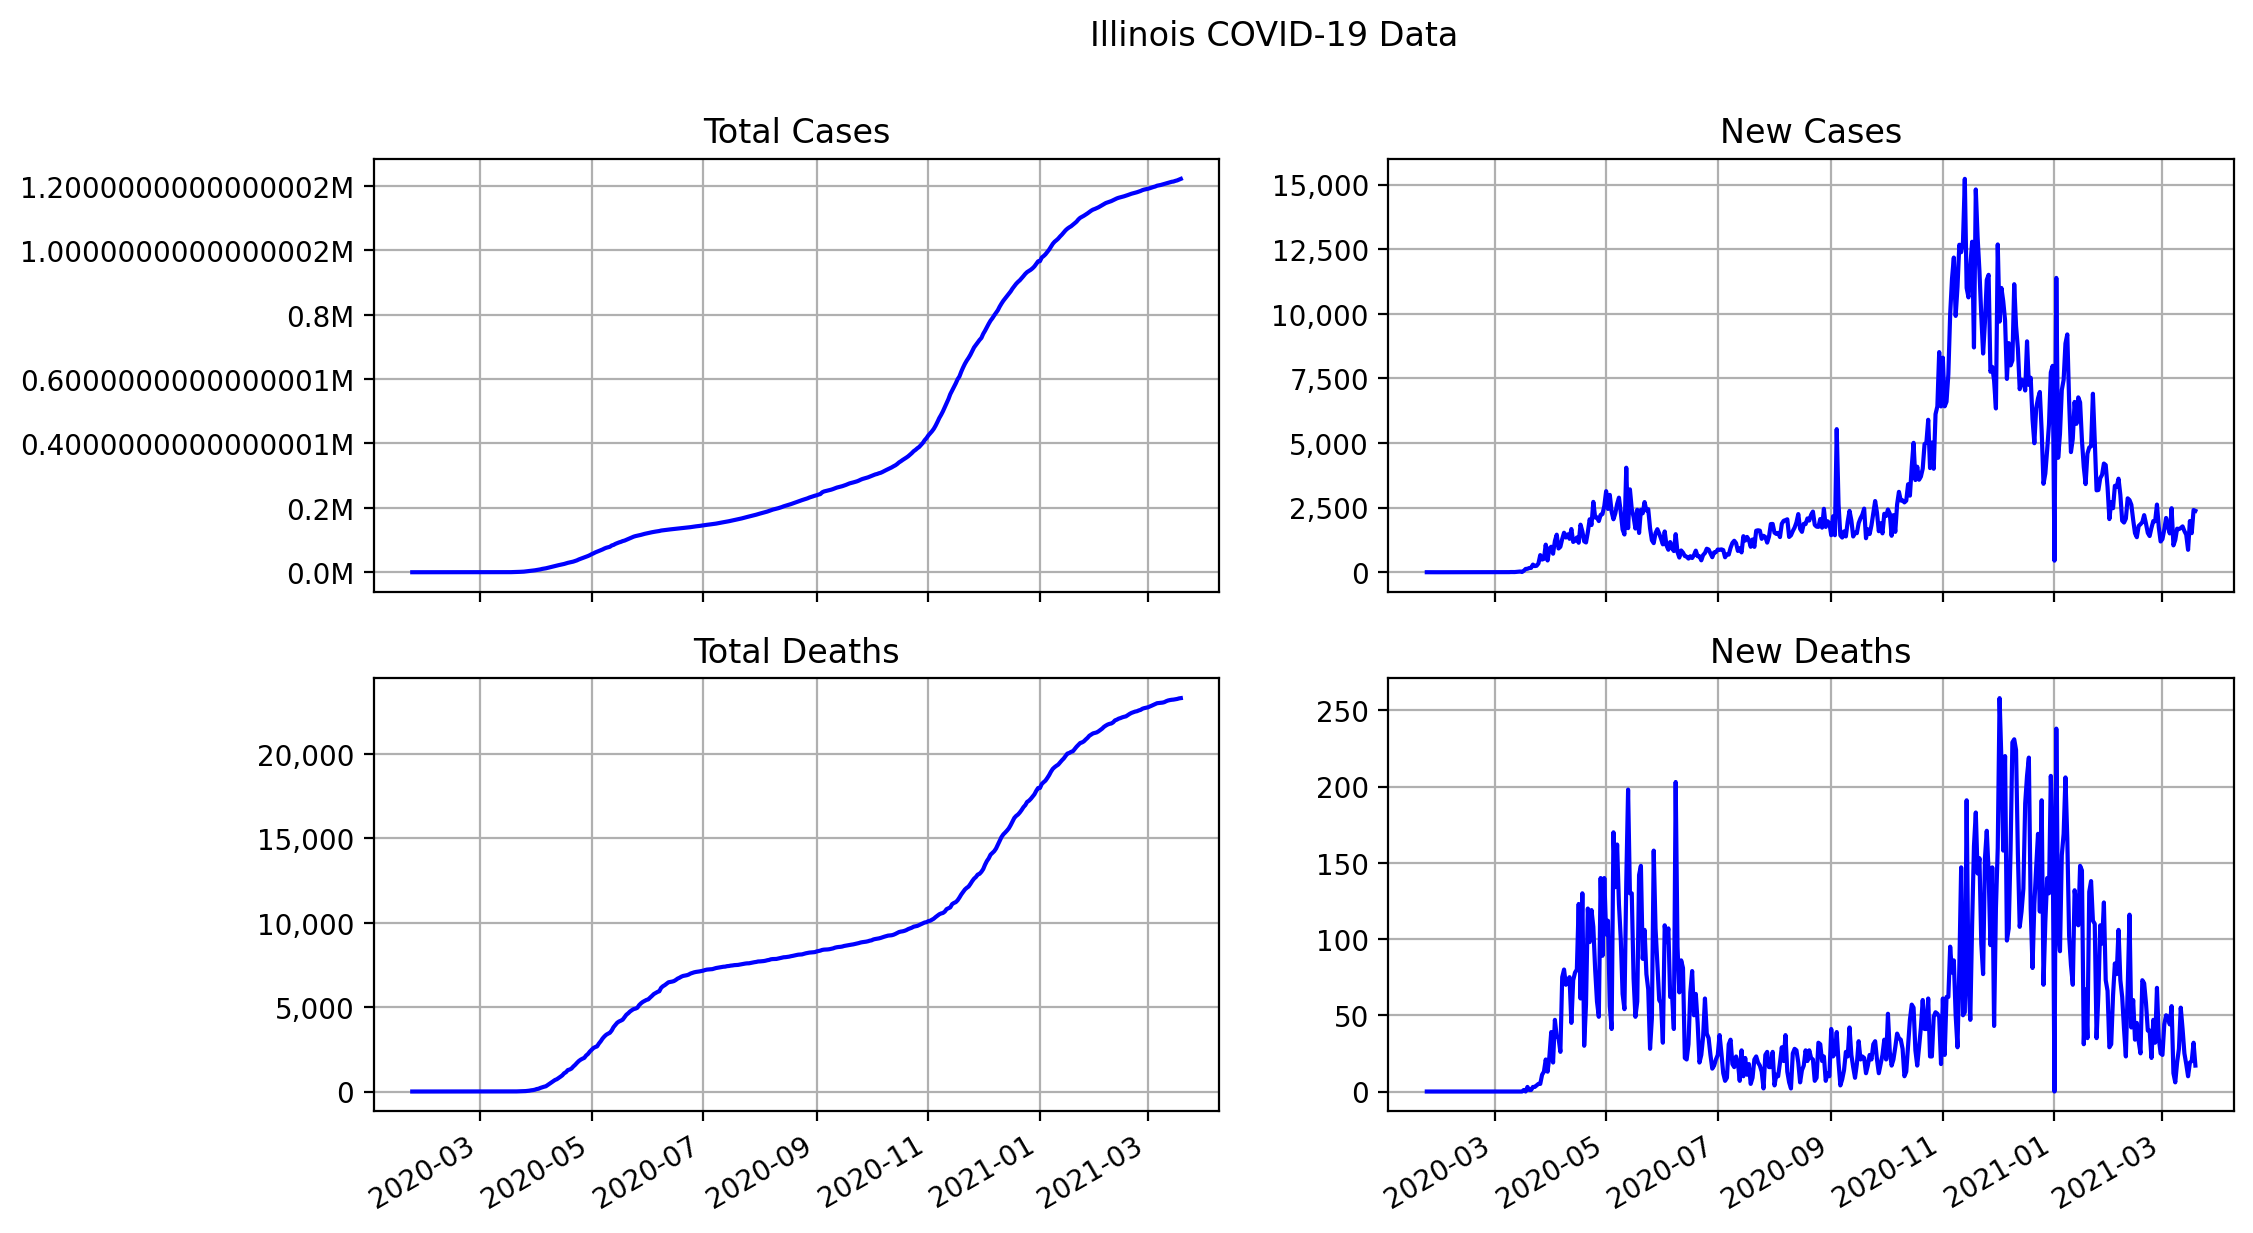 Illinois COVID-19 Data
Total Cases
1.2000000000000002M
1.0000000000000002M
0.8M
0.6000000000000001M
0.4000000000000001M
0.2M
0.0M
New Cases
15,000
12,500
10,000
7,500
5,000
2,500
0
Total Deaths
20,000
15,000
10,000
5,000
0
2020-03 2020-05 2020-07 2020-09 2020-11 2021-01 2021-03
New Deaths
250
200
150
100
50
0
2020-03 2020-05 2020-07 2020-09 2020-11 2021-01 2021-03